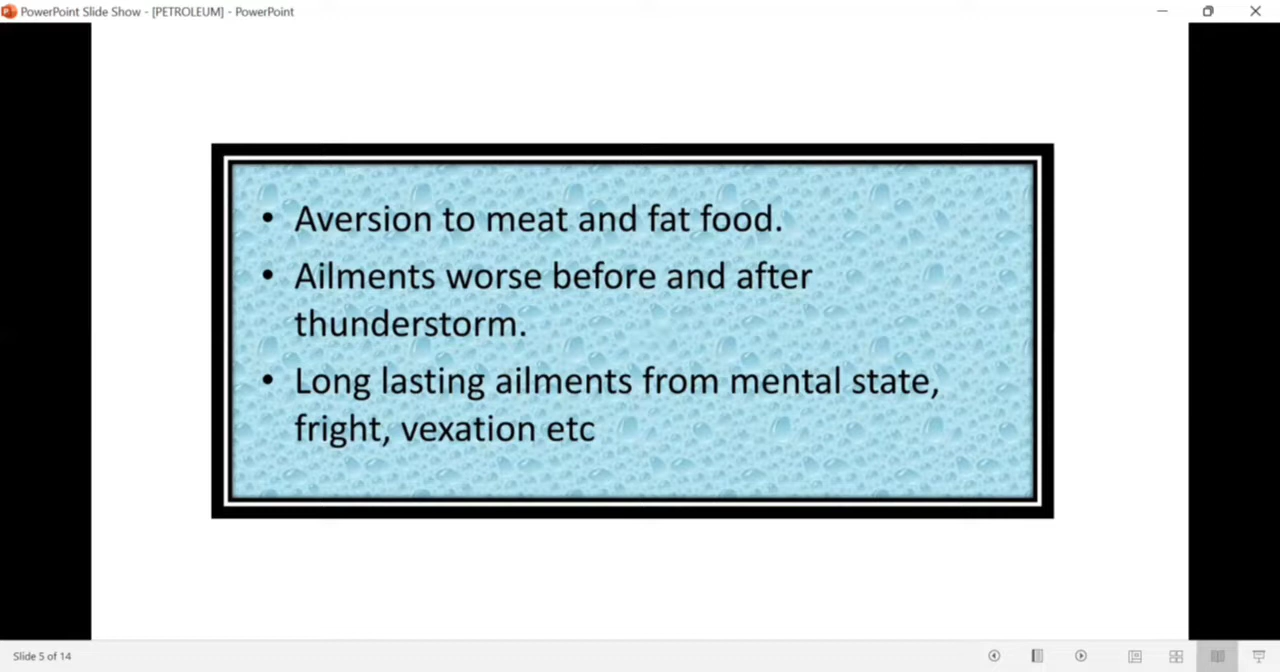 PowerPoint Slide Show - [PETROLEUM] - PowerPoint
• Aversion to meat and fat food.
• Ailments worse before and after
thunderstorm.
• Long lasting ailments from mental state,
fright, vexation etc
Slide 5 of 14